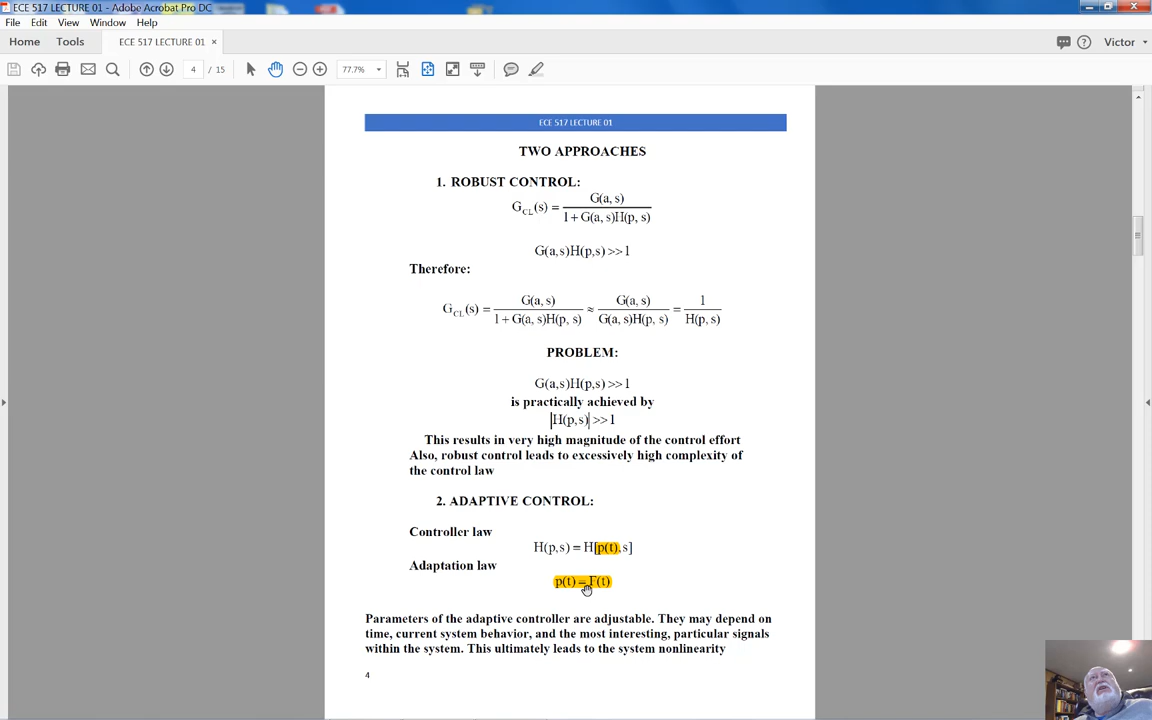 ECE 517 LECTURE 01 - Adobe Acrobat Pro DC
File Edit View Window Help
Home Tools ECE 517 LECTURE 01 × Victor
4 / 15 77.7%
ECE 517 LECTURE 01
TWO APPROACHES
1. ROBUST CONTROL:
G_CL(s) = G(a, s) / 1 + G(a, s)H(p, s)
G(a,s)H(p,s) >> 1
Therefore:
G_CL(s) = G(a, s) / 1 + G(a, s)H(p, s) ≈ G(a, s) / G(a, s)H(p, s) = 1 / H(p, s)
PROBLEM:
G(a,s)H(p,s) >> 1
is practically achieved by
|H(p,s)| >> 1
This results in very high magnitude of the control effort
Also, robust control leads to excessively high complexity of
the control law
2. ADAPTIVE CONTROL:
Controller law
H(p,s) = H[p(t),s]
Adaptation law
p(t) = F(t)
Parameters of the adaptive controller are adjustable. They may depend on
time, current system behavior, and the most interesting, particular signals
within the system. This ultimately leads to the system nonlinearity
4